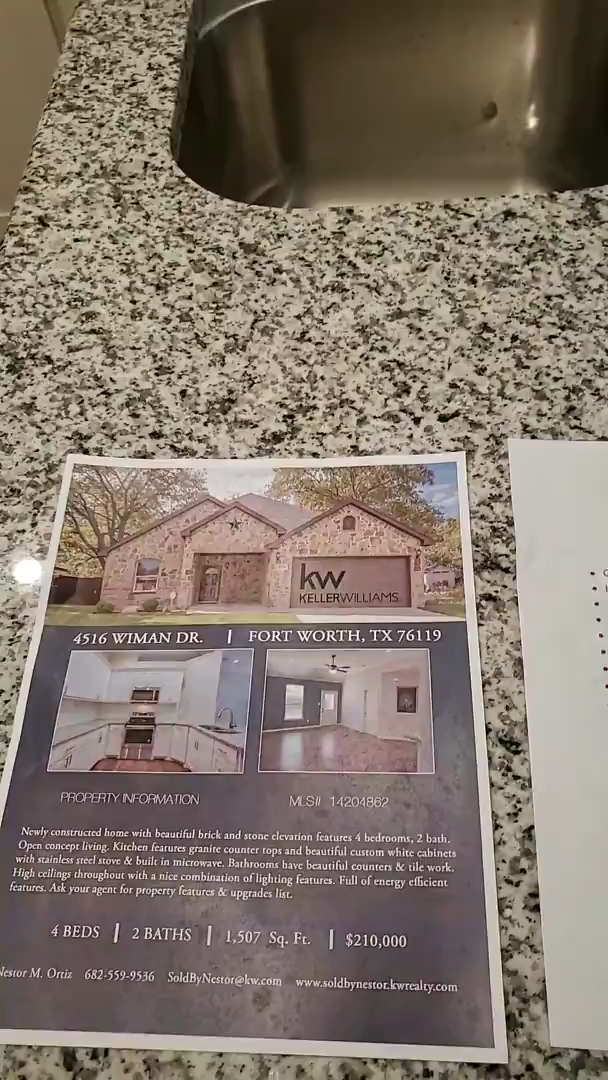 kw
KELLERWILLIAMS.
4516 WIMAN DR. | FORT WORTH, TX 76119
PROPERTY INFORMATION MLS# 14204862
Newly constructed home with beautiful brick and stone elevation features 4 bedrooms, 2 bath.
Open concept living. Kitchen features granite counter tops and beautiful custom white cabinets
with stainless steel stove & built in microwave. Bathrooms have beautiful counters & tile work.
High ceilings throughout with a nice combination of lighting features. Full of energy efficient
features. Ask your agent for property features & upgrades list.
4 BEDS | 2 BATHS | 1,507 Sq. Ft. | $210,000
Nestor M. Ortiz 682-559-9536 SoldByNestor@kw.com www.soldbynestor.kwrealty.com